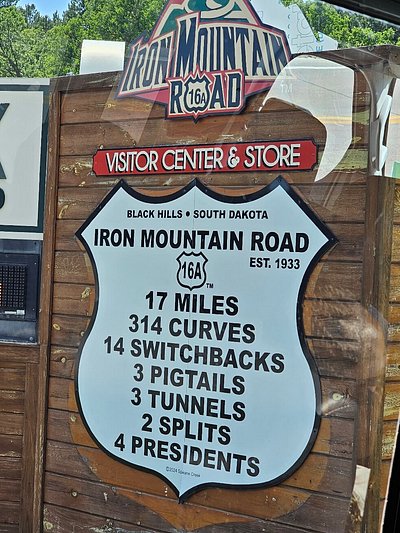 IRON MOUNTAIN
ROAD
16A
VISITOR CENTER & STORE
BLACK HILLS • SOUTH DAKOTA
IRON MOUNTAIN ROAD
EST. 1933
16A
TM
17 MILES
314 CURVES
14 SWITCHBACKS
3 PIGTAILS
3 TUNNELS
2 SPLITS
4 PRESIDENTS